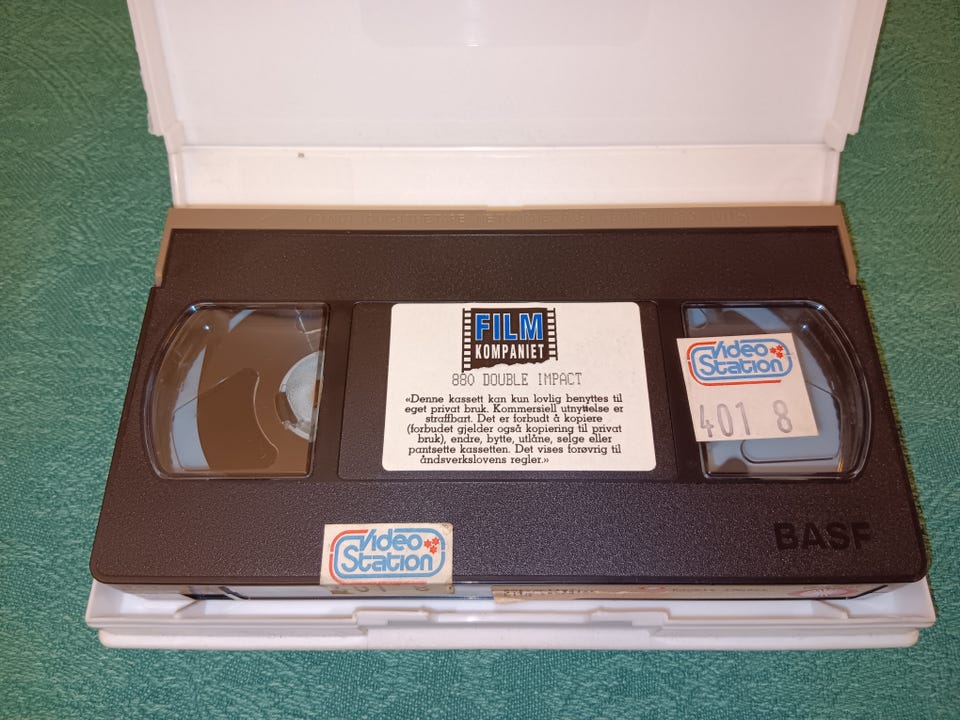 FILM
KOMPANIET
880 DOUBLE IMPACT
«Denne kassett kan kun lovlig benyttes til
eget privat bruk. Kommersiell utnyttelse er
straffbart. Det er forbudt å kopiere
(forbudet gjelder også kopiering til privat
bruk), endre, bytte, utlåne, selge eller
pantsette kassetten. Det vises forøvrig til
åndsverkslovens regler.»
Video
Station
401 8
BASF
Video
Station
401 8